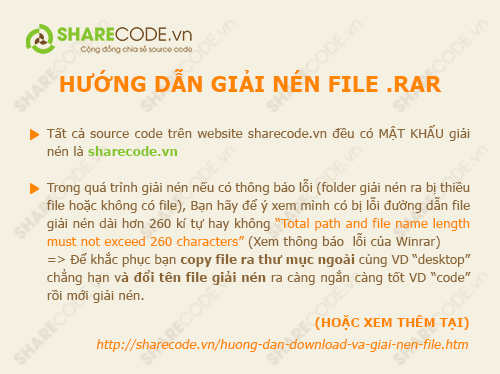 SHARECODE.vn
Cộng đồng chia sẻ source code
HƯỚNG DẪN GIẢI NÉN FILE .RAR
Tất cả source code trên website sharecode.vn đều có MẬT KHẨU giải
nén là sharecode.vn
Trong quá trình giải nén nếu có thông báo lỗi (folder giải nén ra bị thiều
file hoặc không có file), Bạn hãy để ý xem mình có bị lỗi đường dẫn file
giải nén dài hơn 260 kí tự hay không "Total path and file name length
must not exceed 260 characters" (Xem thông báo lỗi của Winrar)
=> Để khắc phục bạn copy file ra thư mục ngoài cùng VD "desktop"
chẳng hạn và đổi tên file giải nén ra càng ngắn càng tốt VD "code"
rồi mới giải nén.
(HOẶC XEM THÊM TẠI)
http://sharecode.vn/huong-dan-download-va-giai-nen-file.htm